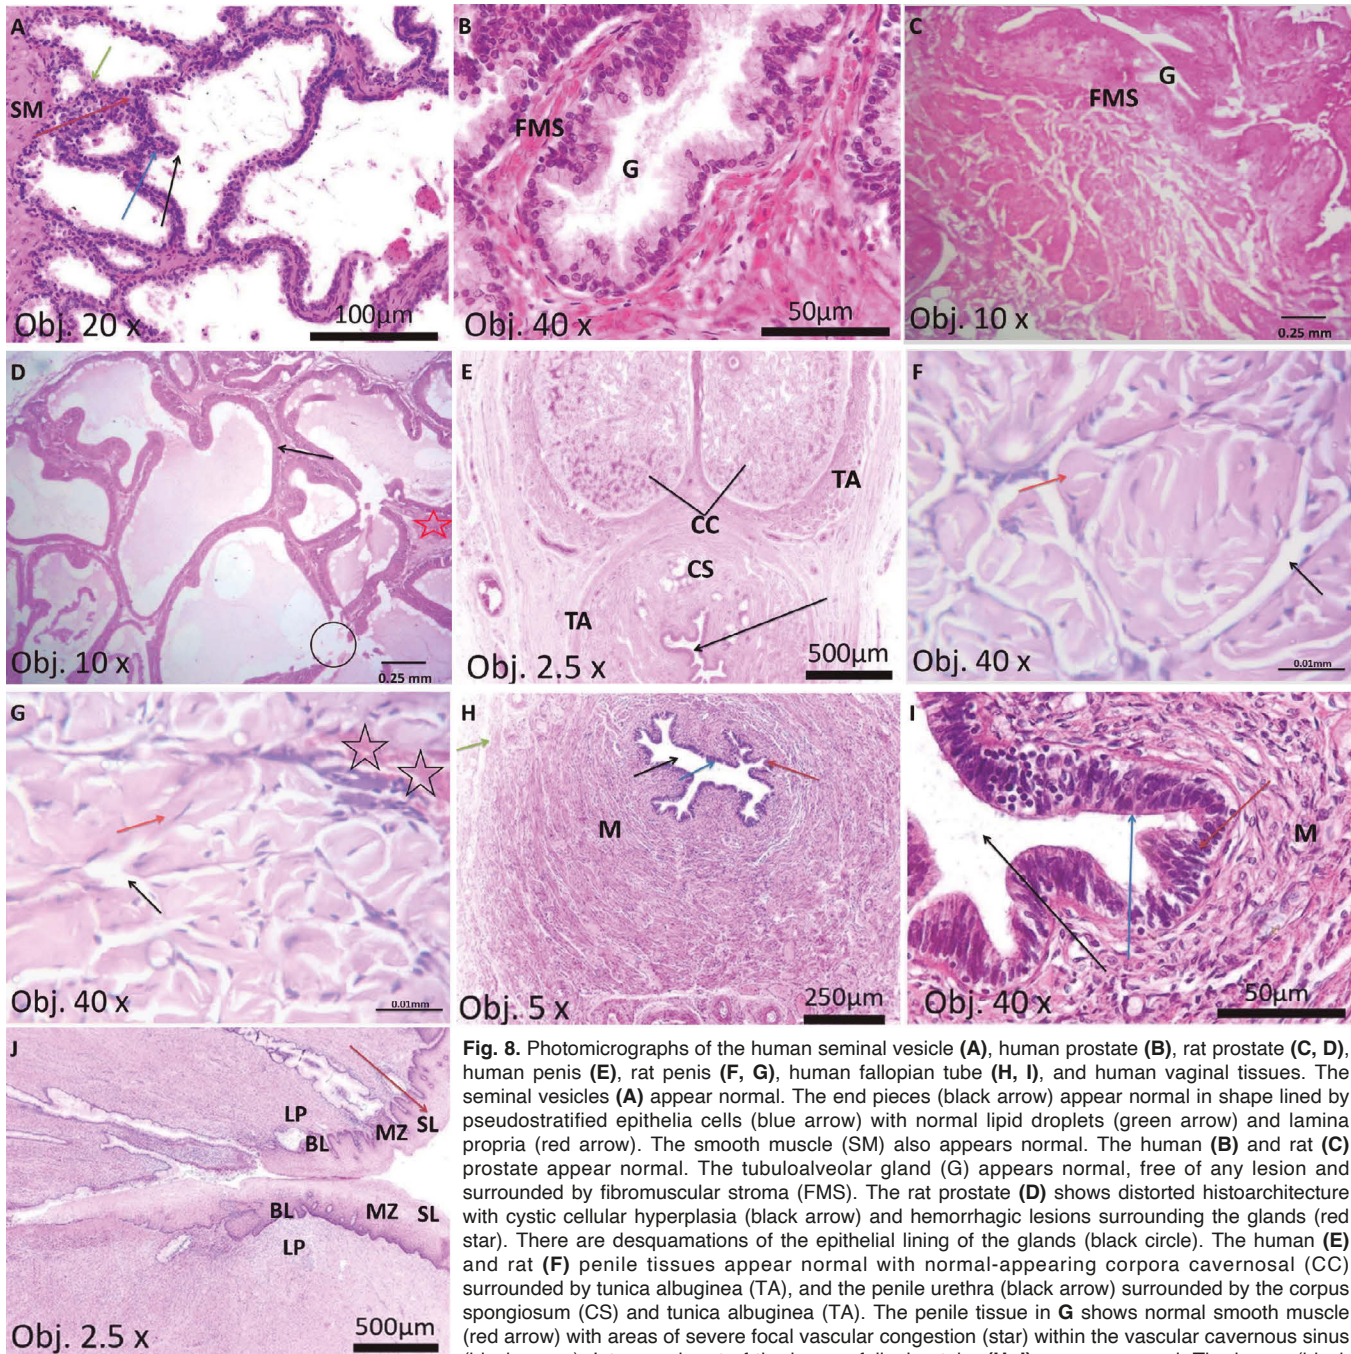 A
SM
Obj. 20 x
100µm
B
FMS
G
Obj. 40 x
50µm
C
G
FMS
Obj. 10 x
0.25 mm
D
Obj. 10 x
0.25 mm
E
TA
CC
CS
TA
Obj. 2.5 x
500µm
F
Obj. 40 x
0.01mm
G
Obj. 40 x
0.01mm
H
M
Obj. 5 x
250µm
I
M
Obj. 40 x
50µm
J
LP
BL
MZ
SL
BL
MZ
SL
LP
Obj. 2.5 x
500µm
Fig. 8. Photomicrographs of the human seminal vesicle (A), human prostate (B), rat prostate (C, D),
human penis (E), rat penis (F, G), human fallopian tube (H, I), and human vaginal tissues. The
seminal vesicles (A) appear normal. The end pieces (black arrow) appear normal in shape lined by
pseudostratified epithelia cells (blue arrow) with normal lipid droplets (green arrow) and lamina
propria (red arrow). The smooth muscle (SM) also appears normal. The human (B) and rat (C)
prostate appear normal. The tubuloalveolar gland (G) appears normal, free of any lesion and
surrounded by fibromuscular stroma (FMS). The rat prostate (D) shows distorted histoarchitecture
with cystic cellular hyperplasia (black arrow) and hemorrhagic lesions surrounding the glands (red
star). There are desquamations of the epithelial lining of the glands (black circle). The human (E)
and rat (F) penile tissues appear normal with normal-appearing corpora cavernosal (CC)
surrounded by tunica albuginea (TA), and the penile urethra (black arrow) surrounded by the corpus
spongiosum (CS) and tunica albuginea (TA). The penile tissue in G shows normal smooth muscle
(red arrow) with areas of severe focal vascular congestion (star) within the vascular cavernous sinus